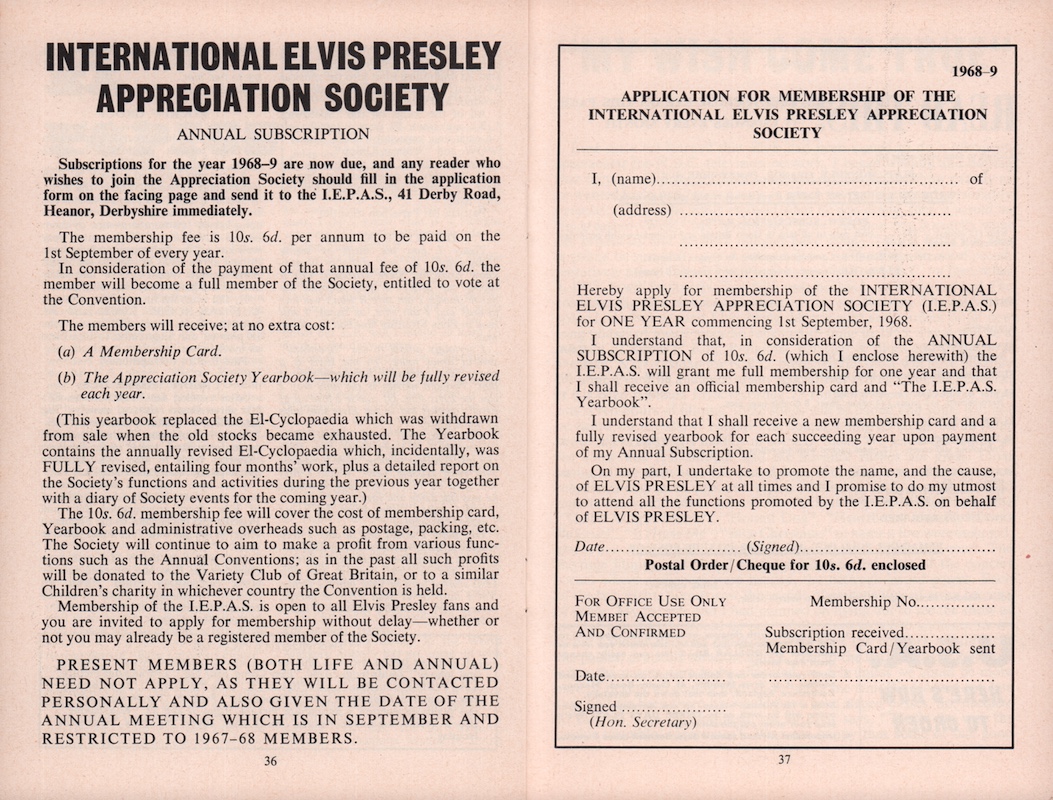 INTERNATIONAL ELVIS PRESLEY
APPRECIATION SOCIETY
ANNUAL SUBSCRIPTION
Subscriptions for the year 1968–9 are now due, and any reader who
wishes to join the Appreciation Society should fill in the application
form on the facing page and send it to the I.E.P.A.S., 41 Derby Road,
Heanor, Derbyshire immediately.
The membership fee is 10s. 6d. per annum to be paid on the
1st September of every year.
In consideration of the payment of that annual fee of 10s. 6d. the
member will become a full member of the Society, entitled to vote at
the Convention.
The members will receive; at no extra cost:
(a) A Membership Card.
(b) The Appreciation Society Yearbook—which will be fully revised
each year.
(This yearbook replaced the El-Cyclopaedia which was withdrawn
from sale when the old stocks became exhausted. The Yearbook
contains the annually revised El-Cyclopaedia which, incidentally, was
FULLY revised, entailing four months' work, plus a detailed report on
the Society's functions and activities during the previous year together
with a diary of Society events for the coming year.)
The 10s. 6d. membership fee will cover the cost of membership card,
Yearbook and administrative overheads such as postage, packing, etc.
The Society will continue to aim to make a profit from various func-
tions such as the Annual Conventions; as in the past all such profits
will be donated to the Variety Club of Great Britain, or to a similar
Children's charity in whichever country the Convention is held.
Membership of the I.E.P.A.S. is open to all Elvis Presley fans and
you are invited to apply for membership without delay—whether or
not you may already be a registered member of the Society.
PRESENT MEMBERS (BOTH LIFE AND ANNUAL)
NEED NOT APPLY, AS THEY WILL BE CONTACTED
PERSONALLY AND ALSO GIVEN THE DATE OF THE
ANNUAL MEETING WHICH IS IN SEPTEMBER AND
RESTRICTED TO 1967–68 MEMBERS.
36
1968–9
APPLICATION FOR MEMBERSHIP OF THE
INTERNATIONAL ELVIS PRESLEY APPRECIATION
SOCIETY
I, (name)............................................................ of
(address) ......................................................
......................................................
......................................................
Hereby apply for membership of the INTERNATIONAL
ELVIS PRESLEY APPRECIATION SOCIETY (I.E.P.A.S.)
for ONE YEAR commencing 1st September, 1968.
I understand that, in consideration of the ANNUAL
SUBSCRIPTION of 10s. 6d. (which I enclose herewith) the
I.E.P.A.S. will grant me full membership for one year and that
I shall receive an official membership card and "The I.E.P.A.S.
Yearbook".
I understand that I shall receive a new membership card and a
fully revised yearbook for each succeeding year upon payment
of my Annual Subscription.
On my part, I undertake to promote the name, and the cause,
of ELVIS PRESLEY at all times and I promise to do my utmost
to attend all the functions promoted by the I.E.P.A.S. on behalf
of ELVIS PRESLEY.
Date........................... (Signed).......................................
Postal Order/Cheque for 10s. 6d. enclosed
FOR OFFICE USE ONLY Membership No................
MEMBER ACCEPTED
AND CONFIRMED Subscription received..................
Membership Card/Yearbook sent
Date........................ .............................................
Signed .....................
(Hon. Secretary)
37